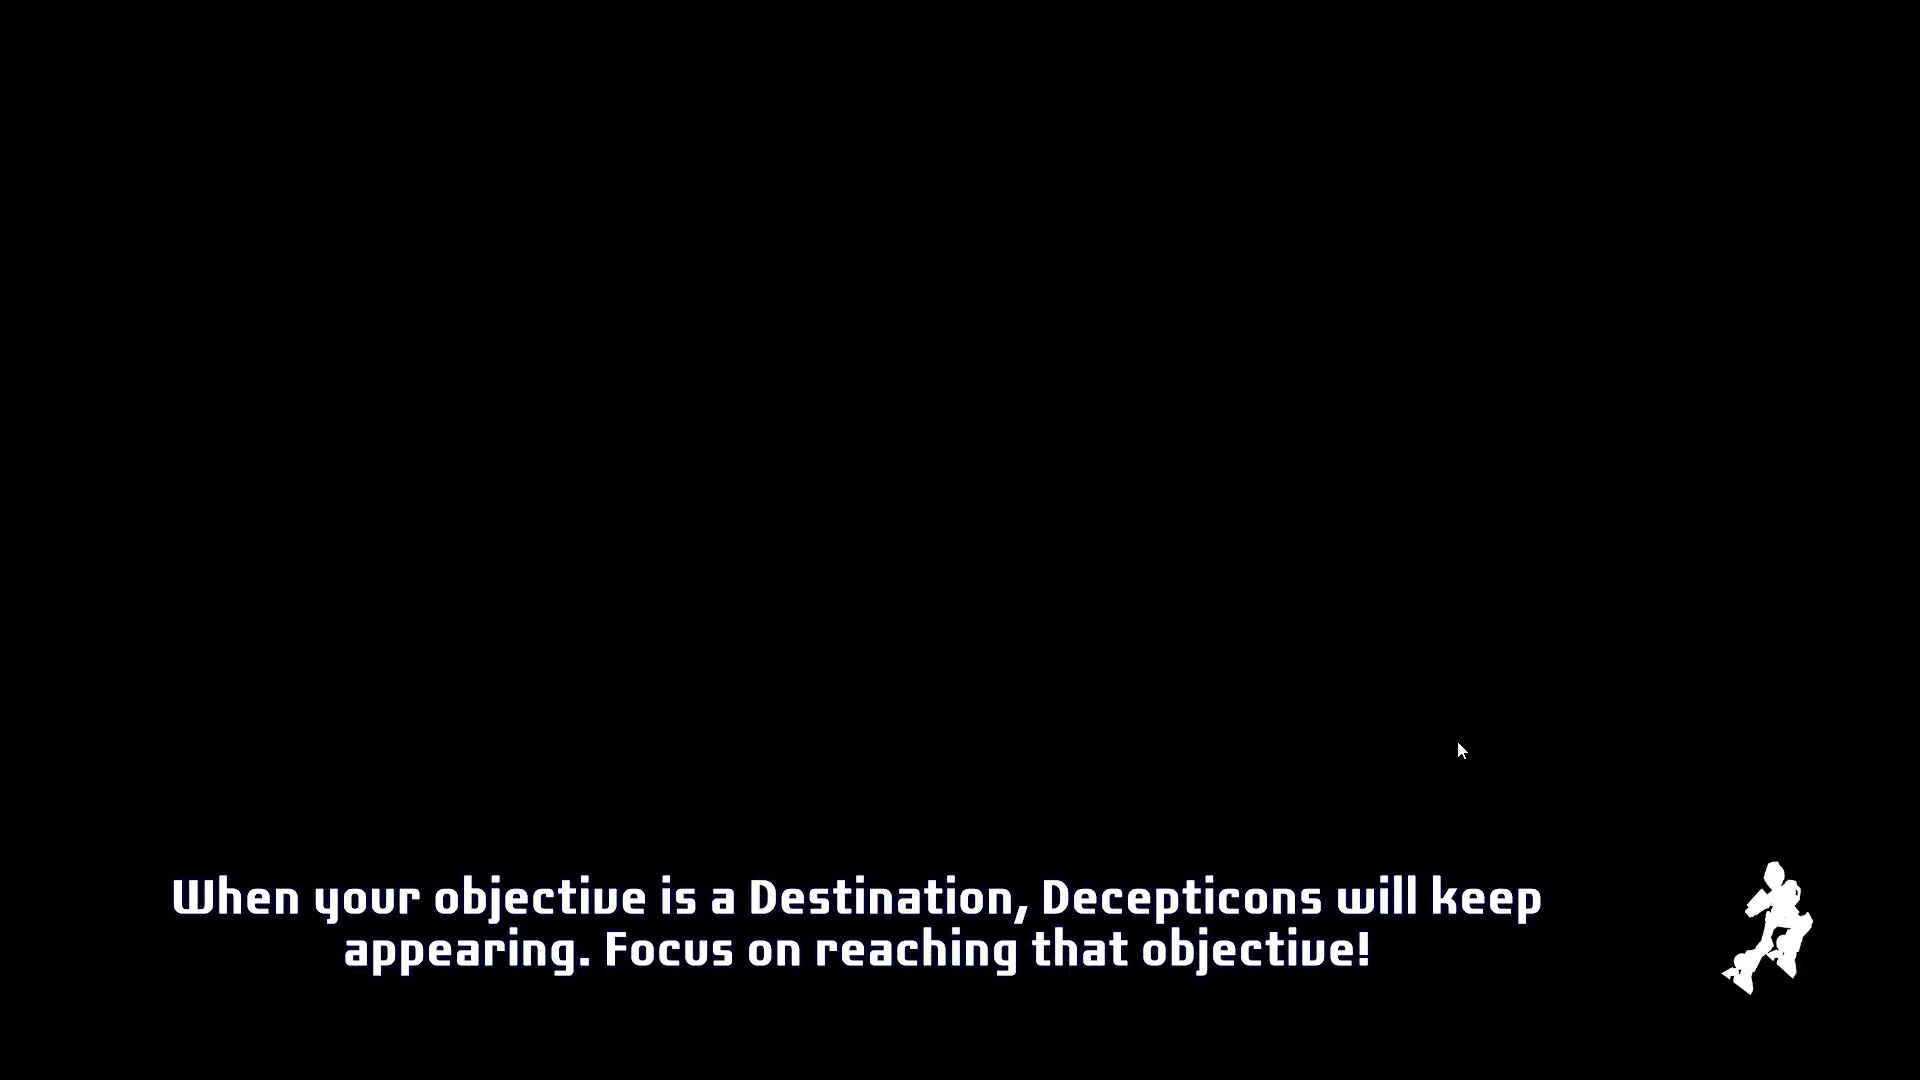 When your objective is a Destination, Decepticons will keep
appearing. Focus on reaching that objective!